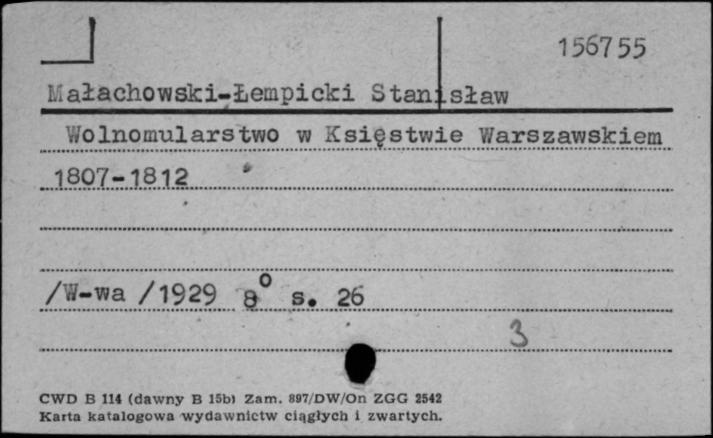 156755
Małachowski-Łempicki Stanisław
Wolnomularstwo w Księstwie Warszawskiem
1807-1812
/W-wa /1929 8° s. 26
3
CWD B 114 (dawny B 15b) Zam. 897/DW/On ZGG 2542
Karta katalogowa wydawnictw ciągłych i zwartych.